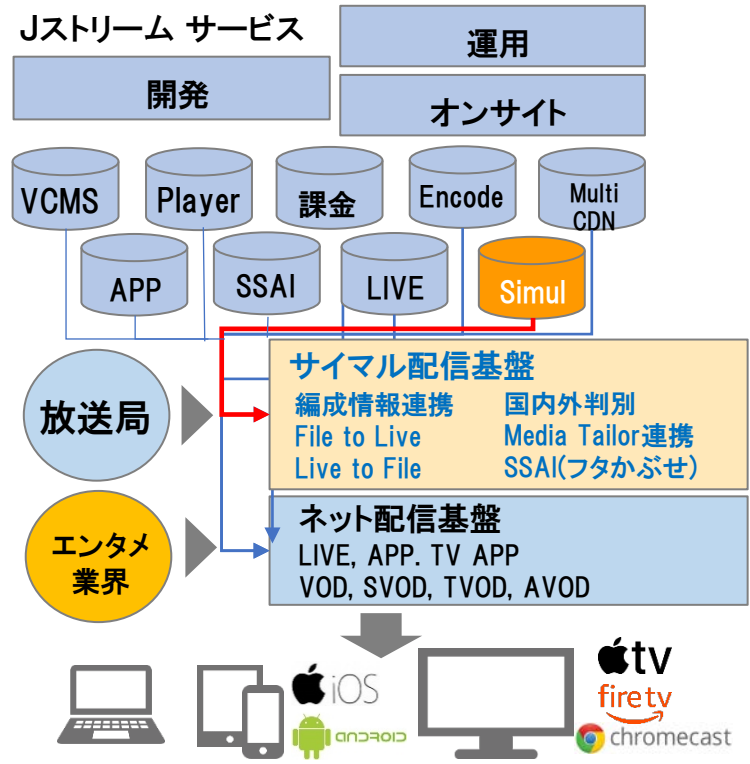 Jストリーム サービス
運用
開発
オンサイト
VCMS
Player
課金
Encode
Multi
CDN
APP
SSAI
LIVE
Simul
放送局
サイマル配信基盤
編成情報連携
国内外判別
File to Live
Media Tailor連携
Live to File
SSAI(フタかぶせ)
エンタメ
業界
ネット配信基盤
LIVE, APP. TV APP
VOD, SVOD, TVOD, AVOD
iOS
android
tv
firetv
chromecast